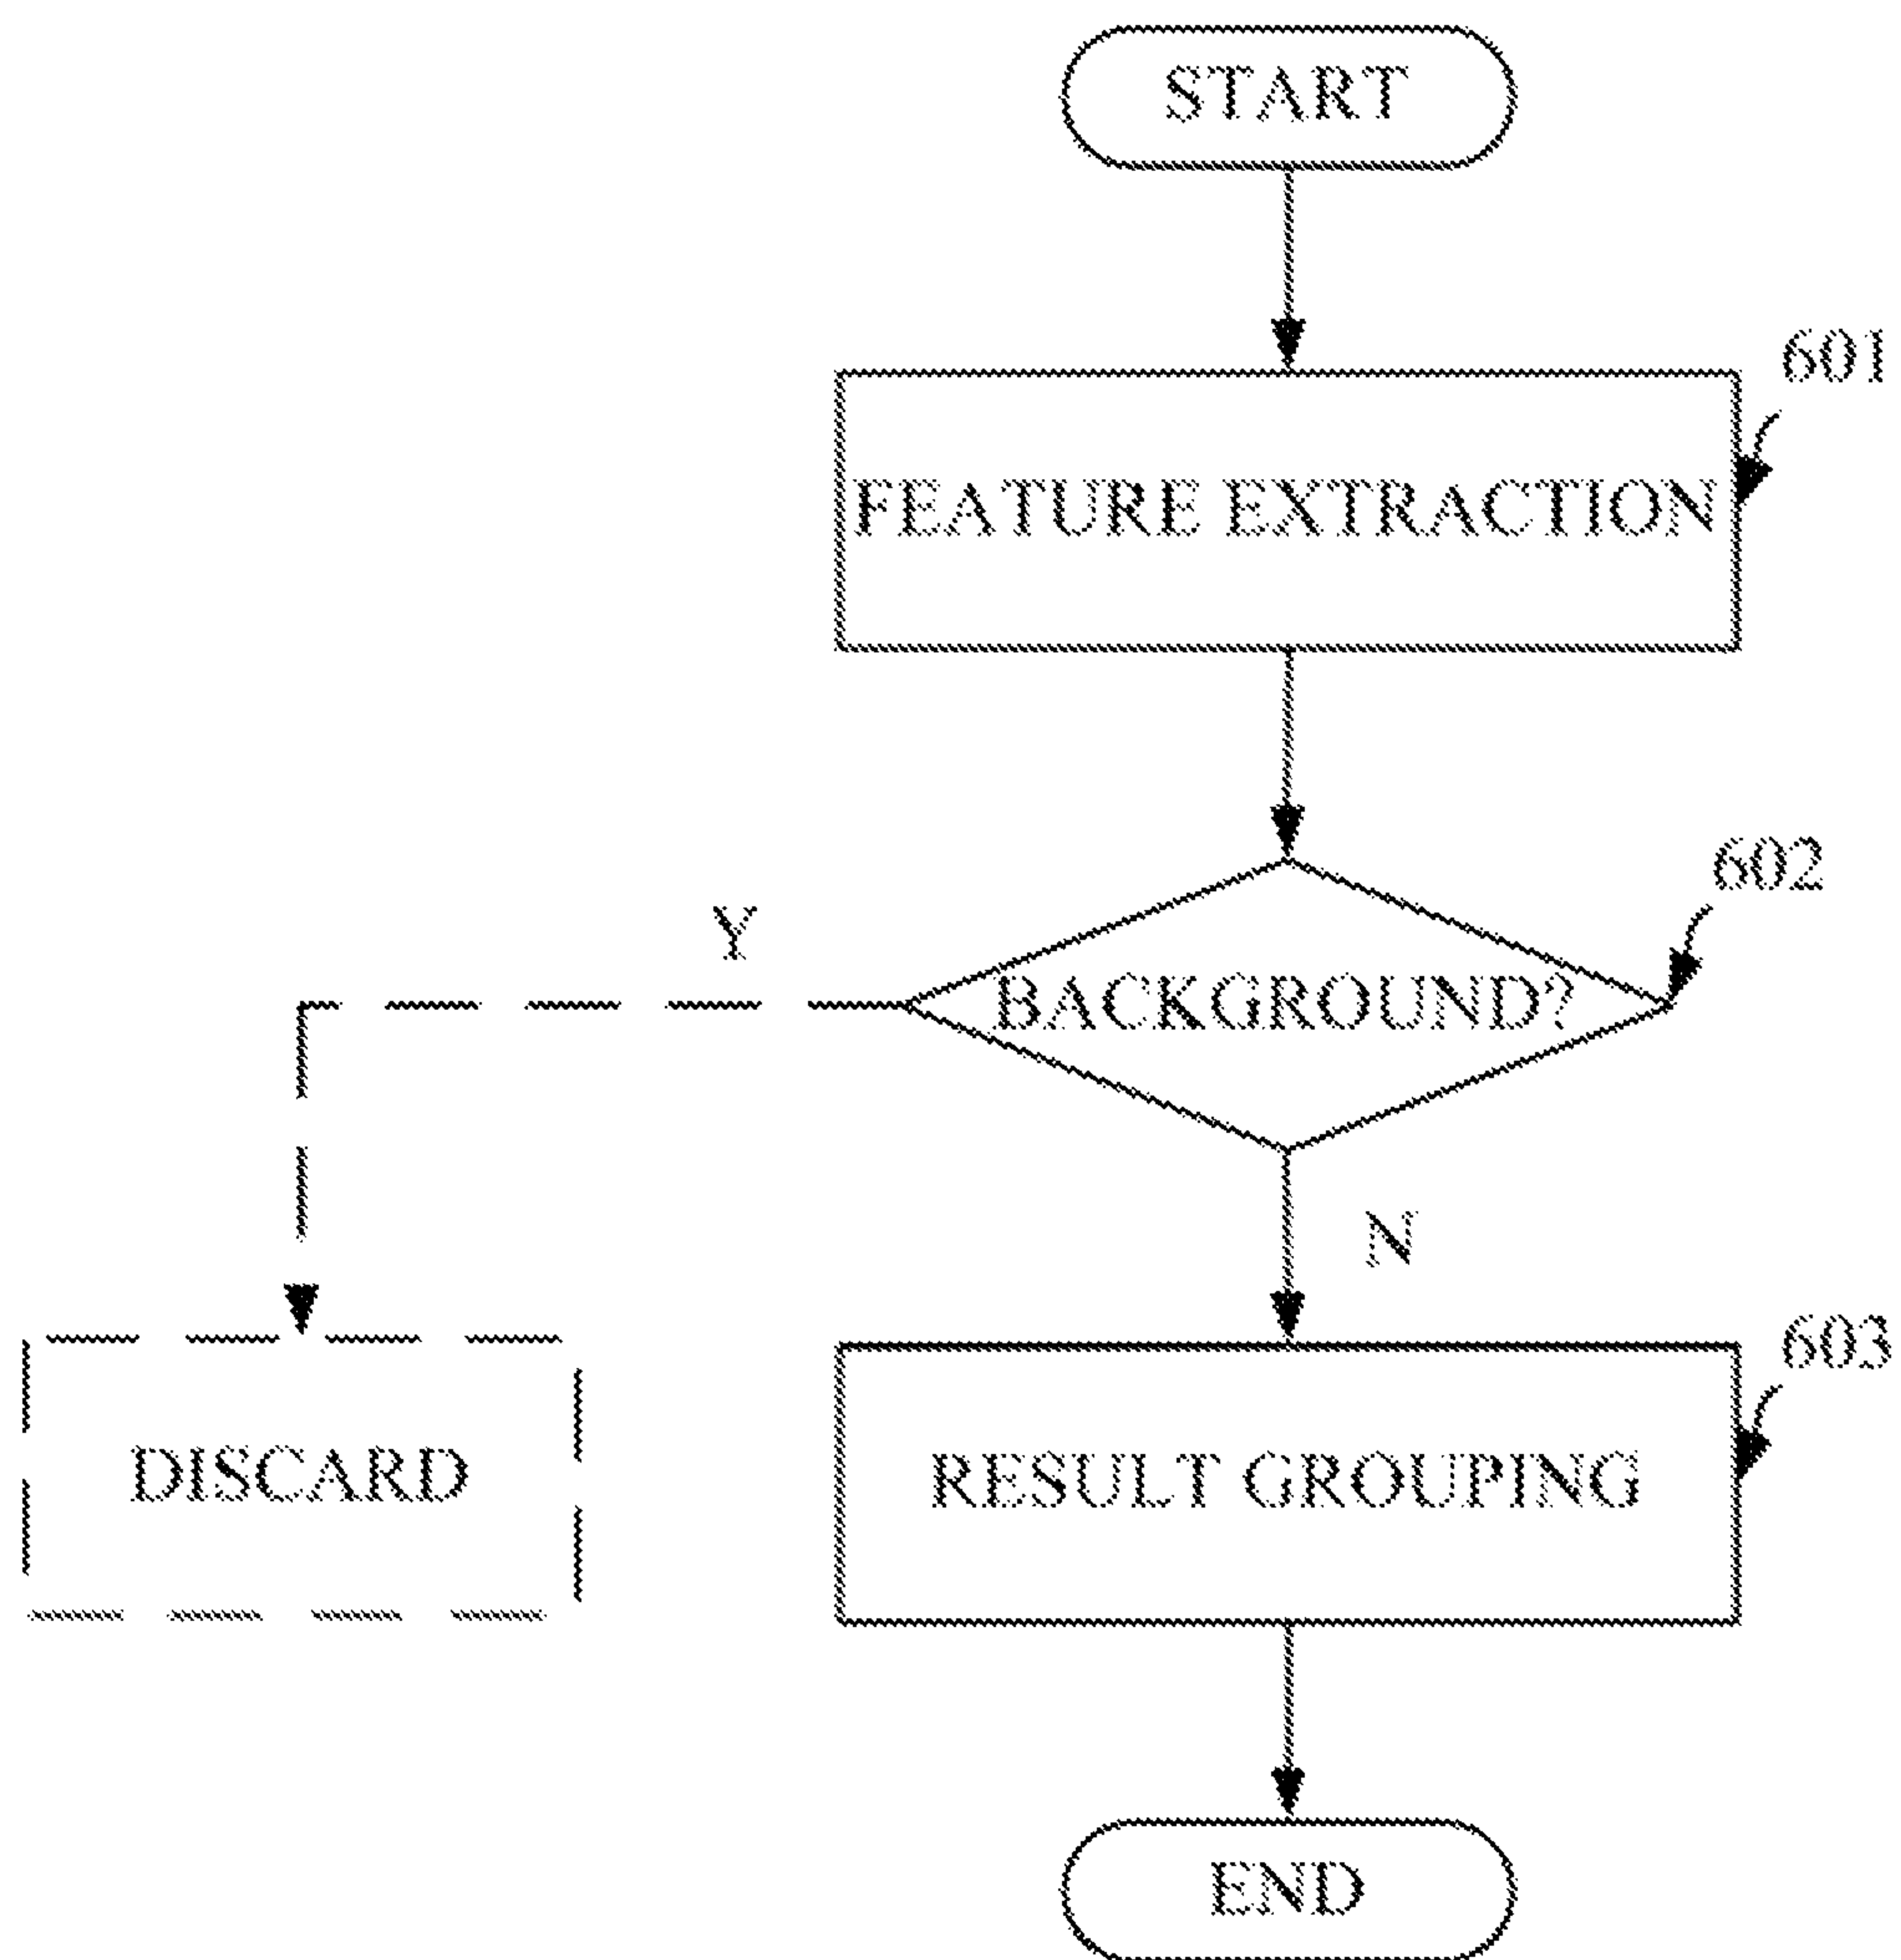 START
601
FEATURE EXTRACTION
602
Y
BACKGROUND?
N
603
DISCARD
RESULT GROUPING
END